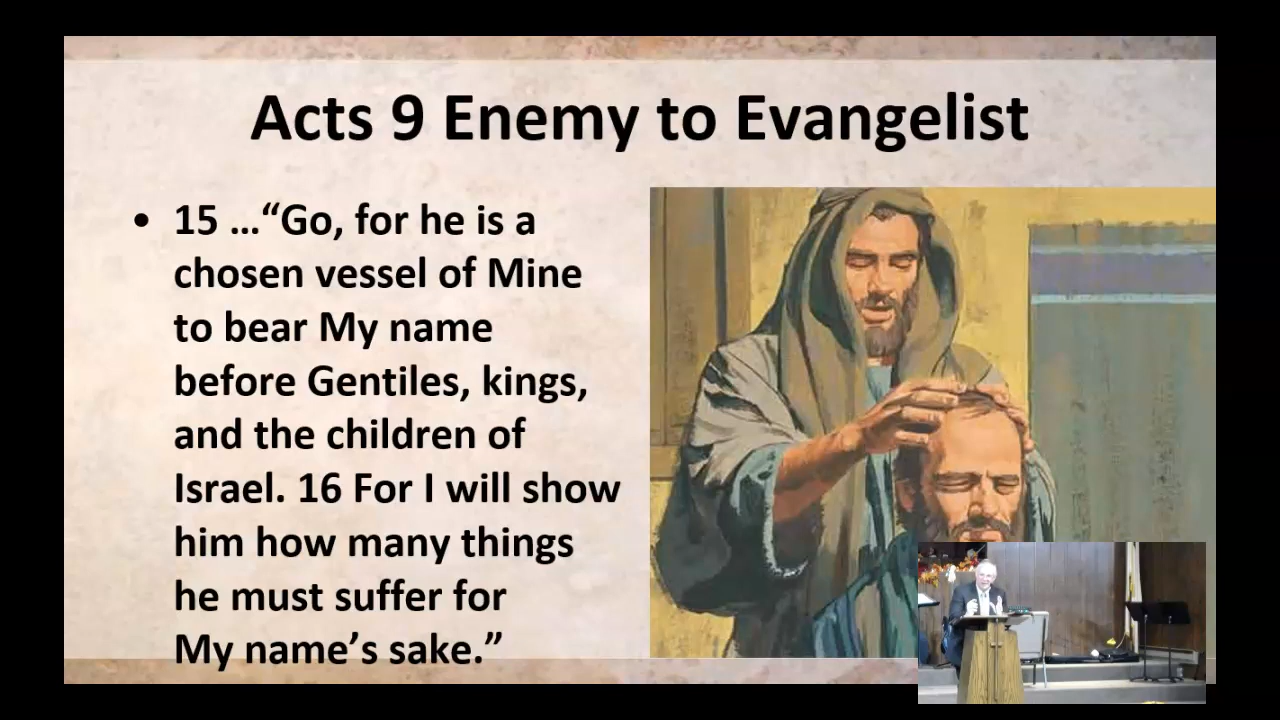 Acts 9 Enemy to Evangelist
• 15 …“Go, for he is a
chosen vessel of Mine
to bear My name
before Gentiles, kings,
and the children of
Israel. 16 For I will show
him how many things
he must suffer for
My name’s sake.”